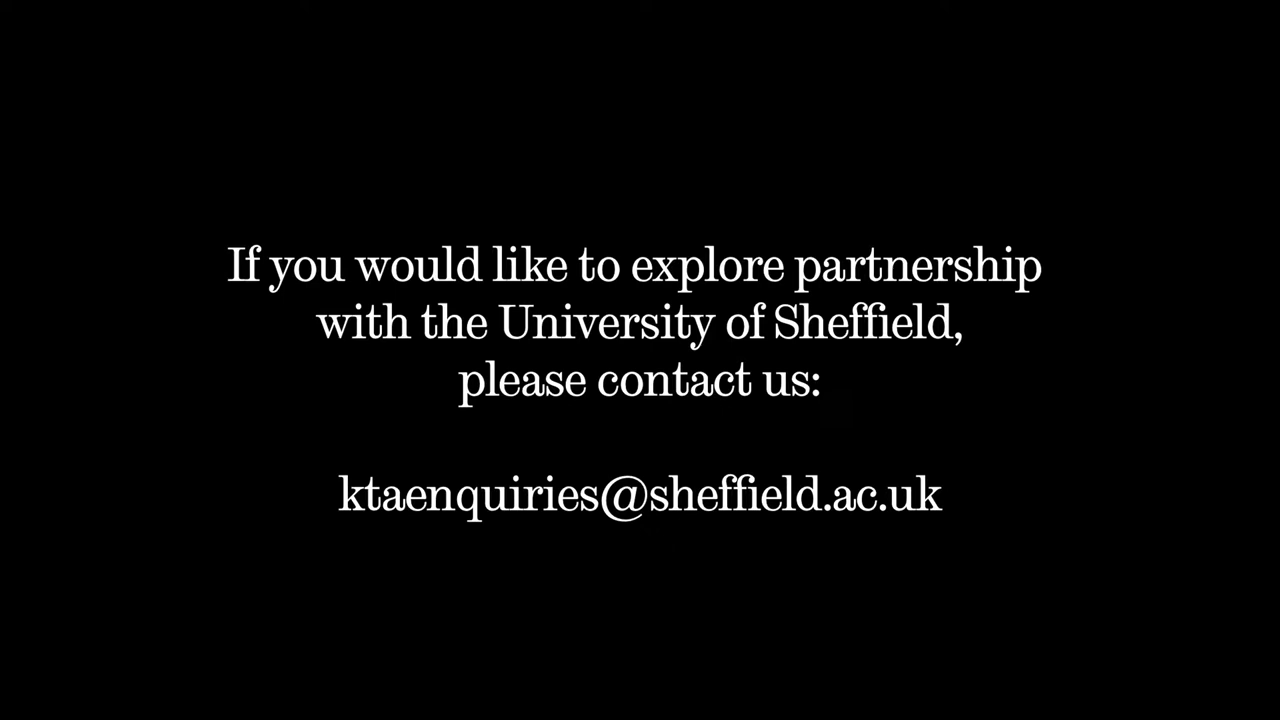 If you would like to explore partnership
with the University of Sheffield,
please contact us:
ktaenquiries@sheffield.ac.uk